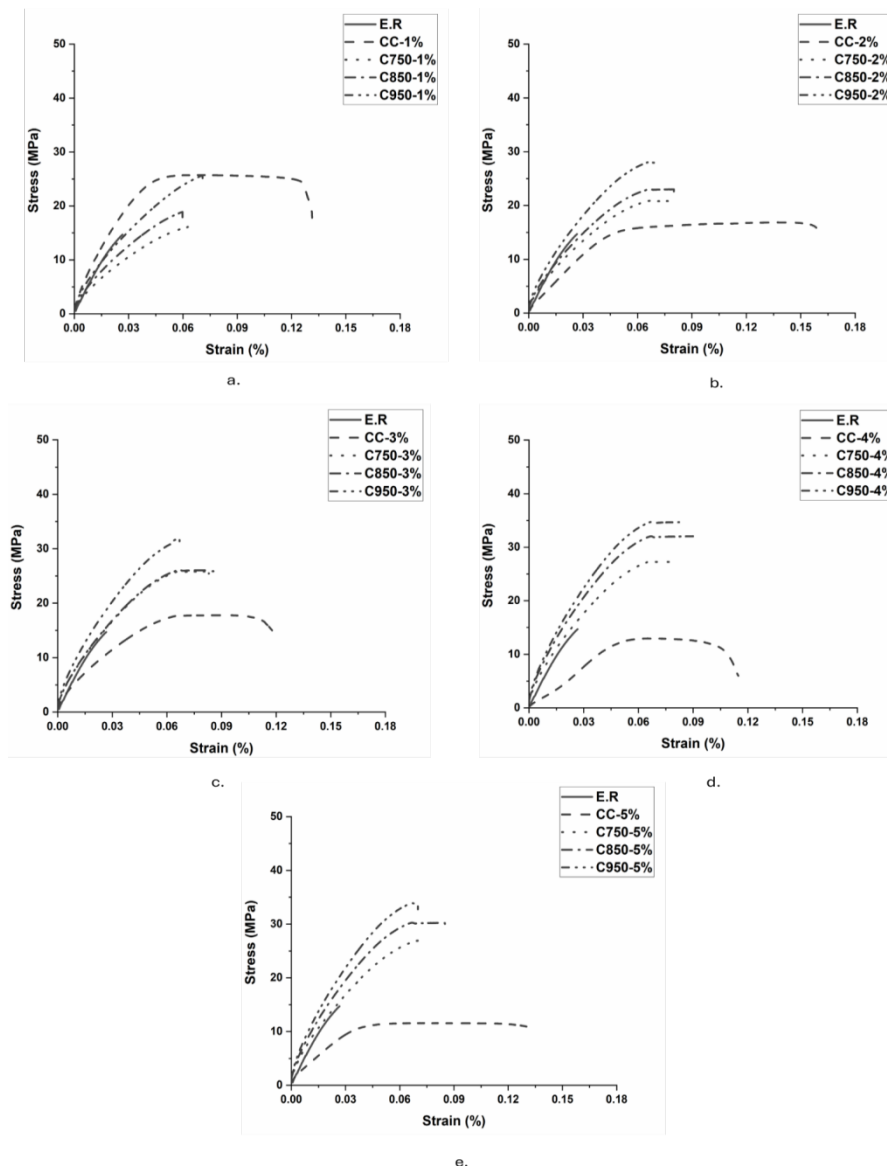 E.R
CC-1%
C750-1%
C850-1%
C950-1%
50
40
30
20
10
0
Stress (MPa)
0.00 0.03 0.06 0.09 0.12 0.15 0.18
Strain (%)
a.
E.R
CC-2%
C750-2%
C850-2%
C950-2%
50
40
30
20
10
0
Stress (MPa)
0.00 0.03 0.06 0.09 0.12 0.15 0.18
Strain (%)
b.
E.R
CC-3%
C750-3%
C850-3%
C950-3%
50
40
30
20
10
0
Stress (MPa)
0.00 0.03 0.06 0.09 0.12 0.15 0.18
Strain (%)
c.
E.R
CC-4%
C750-4%
C850-4%
C950-4%
50
40
30
20
10
0
Stress (MPa)
0.00 0.03 0.06 0.09 0.12 0.15 0.18
Strain (%)
d.
E.R
CC-5%
C750-5%
C850-5%
C950-5%
50
40
30
20
10
0
Stress (MPa)
0.00 0.03 0.06 0.09 0.12 0.15 0.18
Strain (%)
e.